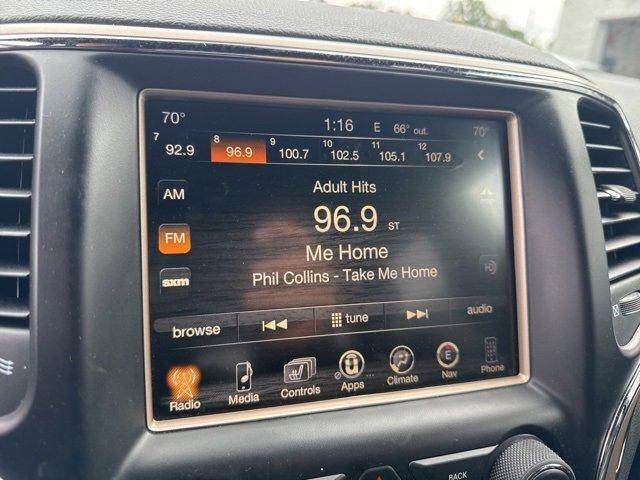 70° 1:16 E 66° out. 70°
7 92.9 8 96.9 9 100.7 10 102.5 11 105.1 12 107.9
Adult Hits
AM
96.9 ST
FM
Me Home
Phil Collins - Take Me Home
sxm
browse tune audio
Radio Media Controls Apps Climate E Nav Phone
BACK